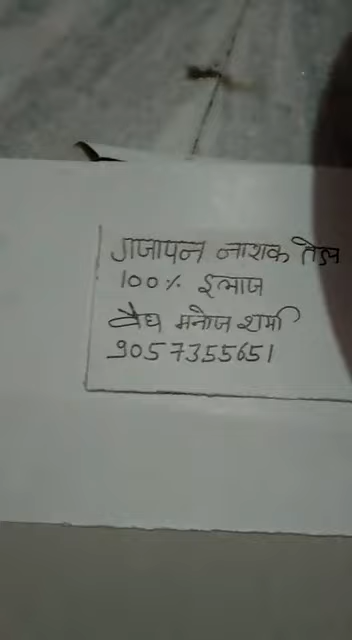 गंजापन नाशक तेल
100% इलाज
वैध मनोज शर्मा
9057355651